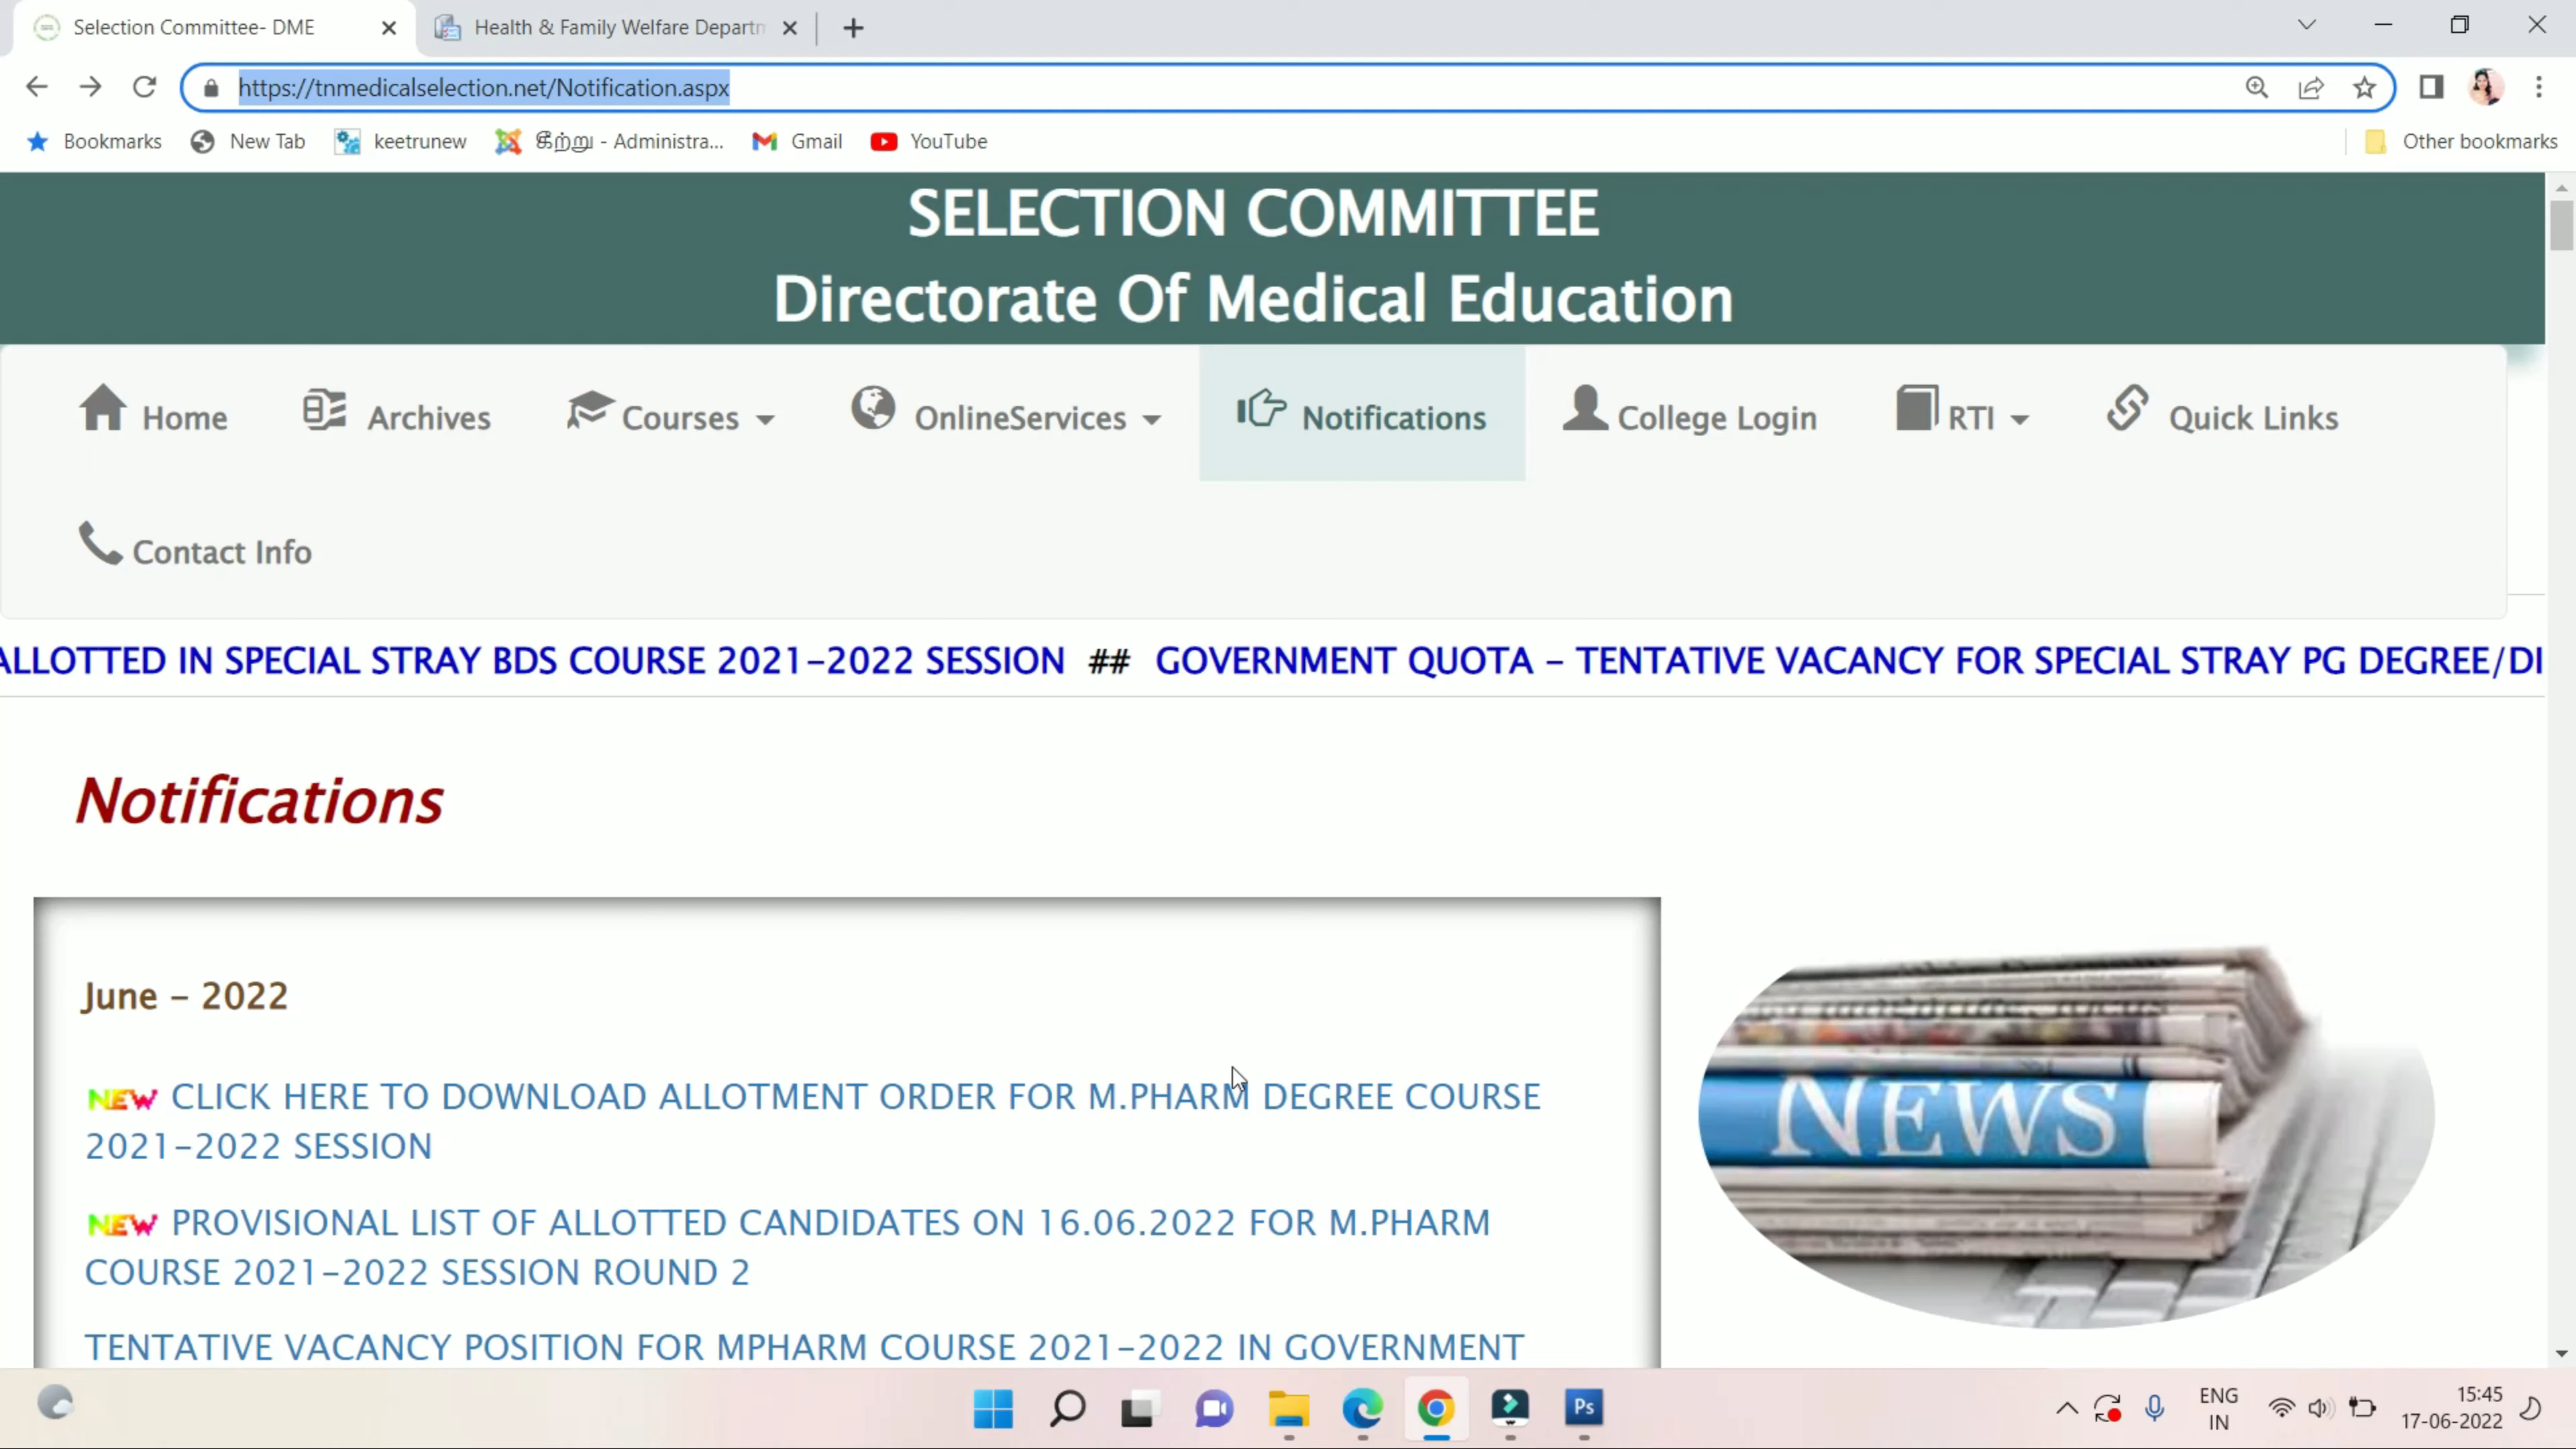 Selection Committee- DME
Health & Family Welfare Departm
https://tnmedicalselection.net/Notification.aspx
Bookmarks
New Tab
keetrunew
கீற்று - Administra...
Gmail
YouTube
Other bookmarks
SELECTION COMMITTEE
Directorate Of Medical Education
Home
Archives
Courses
OnlineServices
Notifications
College Login
RTI
Quick Links
Contact Info
ALLOTTED IN SPECIAL STRAY BDS COURSE 2021-2022 SESSION ## GOVERNMENT QUOTA - TENTATIVE VACANCY FOR SPECIAL STRAY PG DEGREE/DI
Notifications
June - 2022
NEW CLICK HERE TO DOWNLOAD ALLOTMENT ORDER FOR M.PHARM DEGREE COURSE
2021-2022 SESSION
NEW PROVISIONAL LIST OF ALLOTTED CANDIDATES ON 16.06.2022 FOR M.PHARM
COURSE 2021-2022 SESSION ROUND 2
TENTATIVE VACANCY POSITION FOR MPHARM COURSE 2021-2022 IN GOVERNMENT
NEWS
Ps
ENG
IN
15:45
17-06-2022